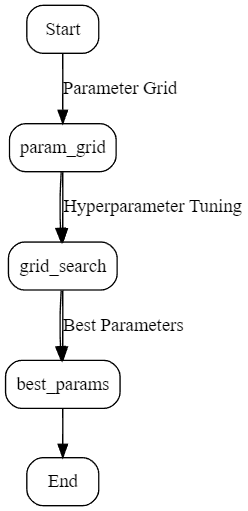 Start
Parameter Grid
param_grid
Hyperparameter Tuning
grid_search
Best Parameters
best_params
End